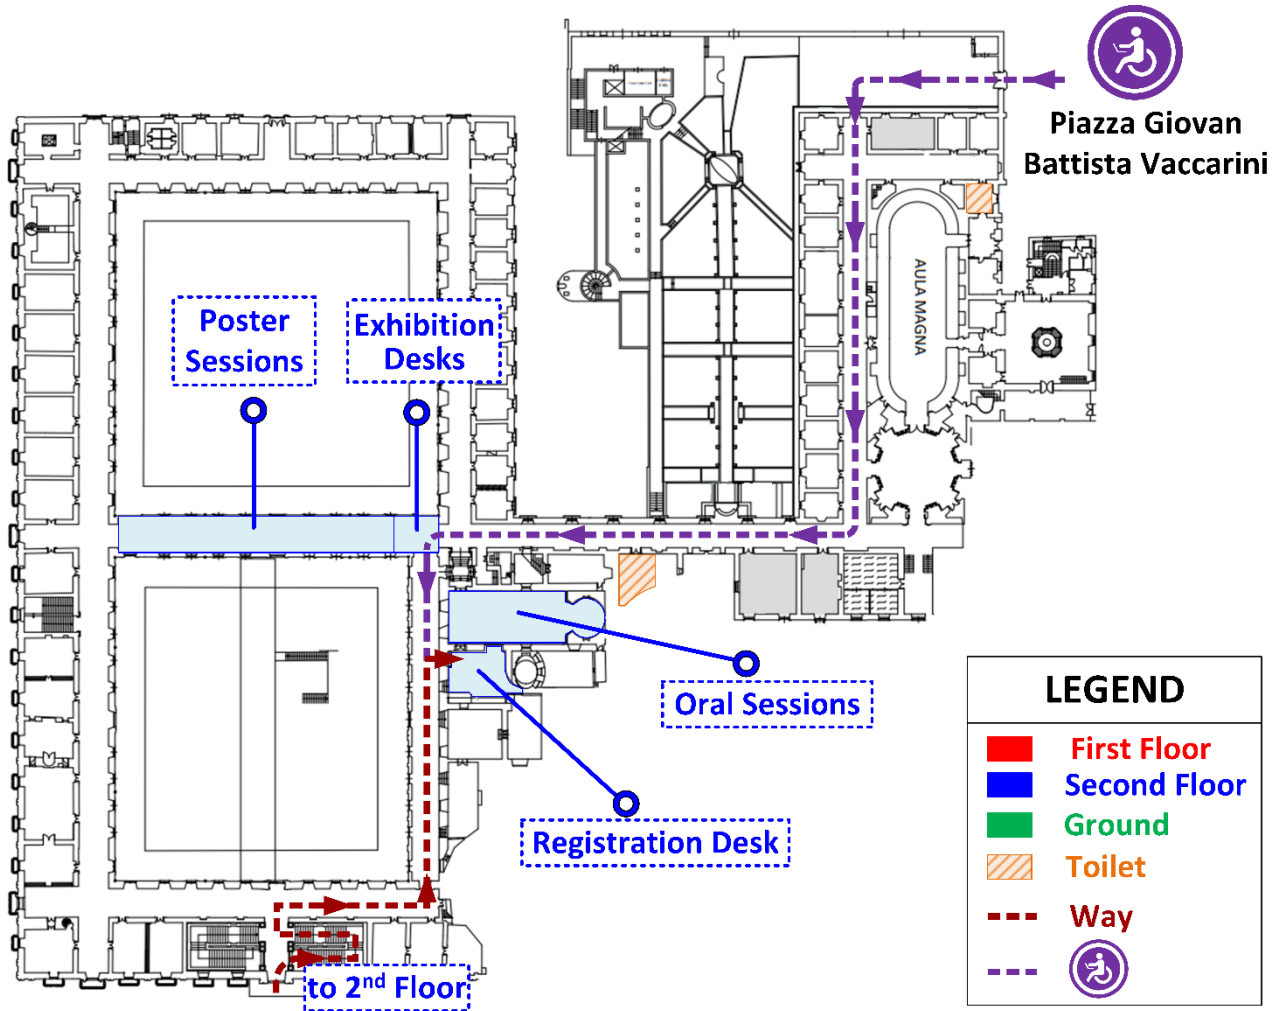 Piazza Giovan
Battista Vaccarini
AULA MAGNA
Poster
Sessions
Exhibition
Desks
Oral Sessions
Registration Desk
to 2nd Floor
LEGEND
First Floor
Second Floor
Ground
Toilet
Way